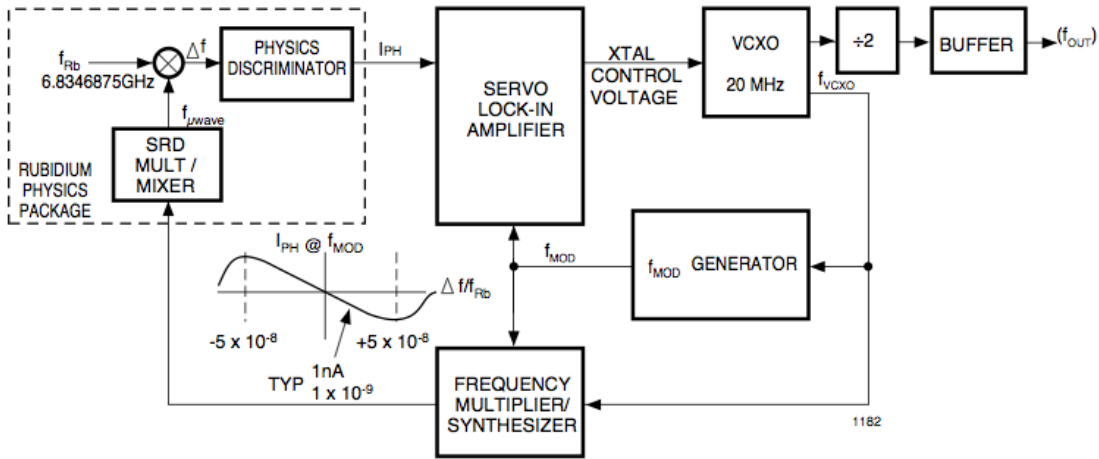 f_Rb
6.8346875GHz
Δf
PHYSICS
DISCRIMINATOR
I_PH
f_μwave
SRD
MULT /
MIXER
RUBIDIUM
PHYSICS
PACKAGE
SERVO
LOCK-IN
AMPLIFIER
XTAL
CONTROL
VOLTAGE
VCXO
20 MHz
f_VCXO
÷2
BUFFER
(f_OUT)
I_PH @ f_MOD
Δ f/f_Rb
-5 x 10⁻⁸
+5 x 10⁻⁸
TYP 1nA
1 x 10⁻⁹
f_MOD
f_MOD GENERATOR
FREQUENCY
MULTIPLIER/
SYNTHESIZER
1182